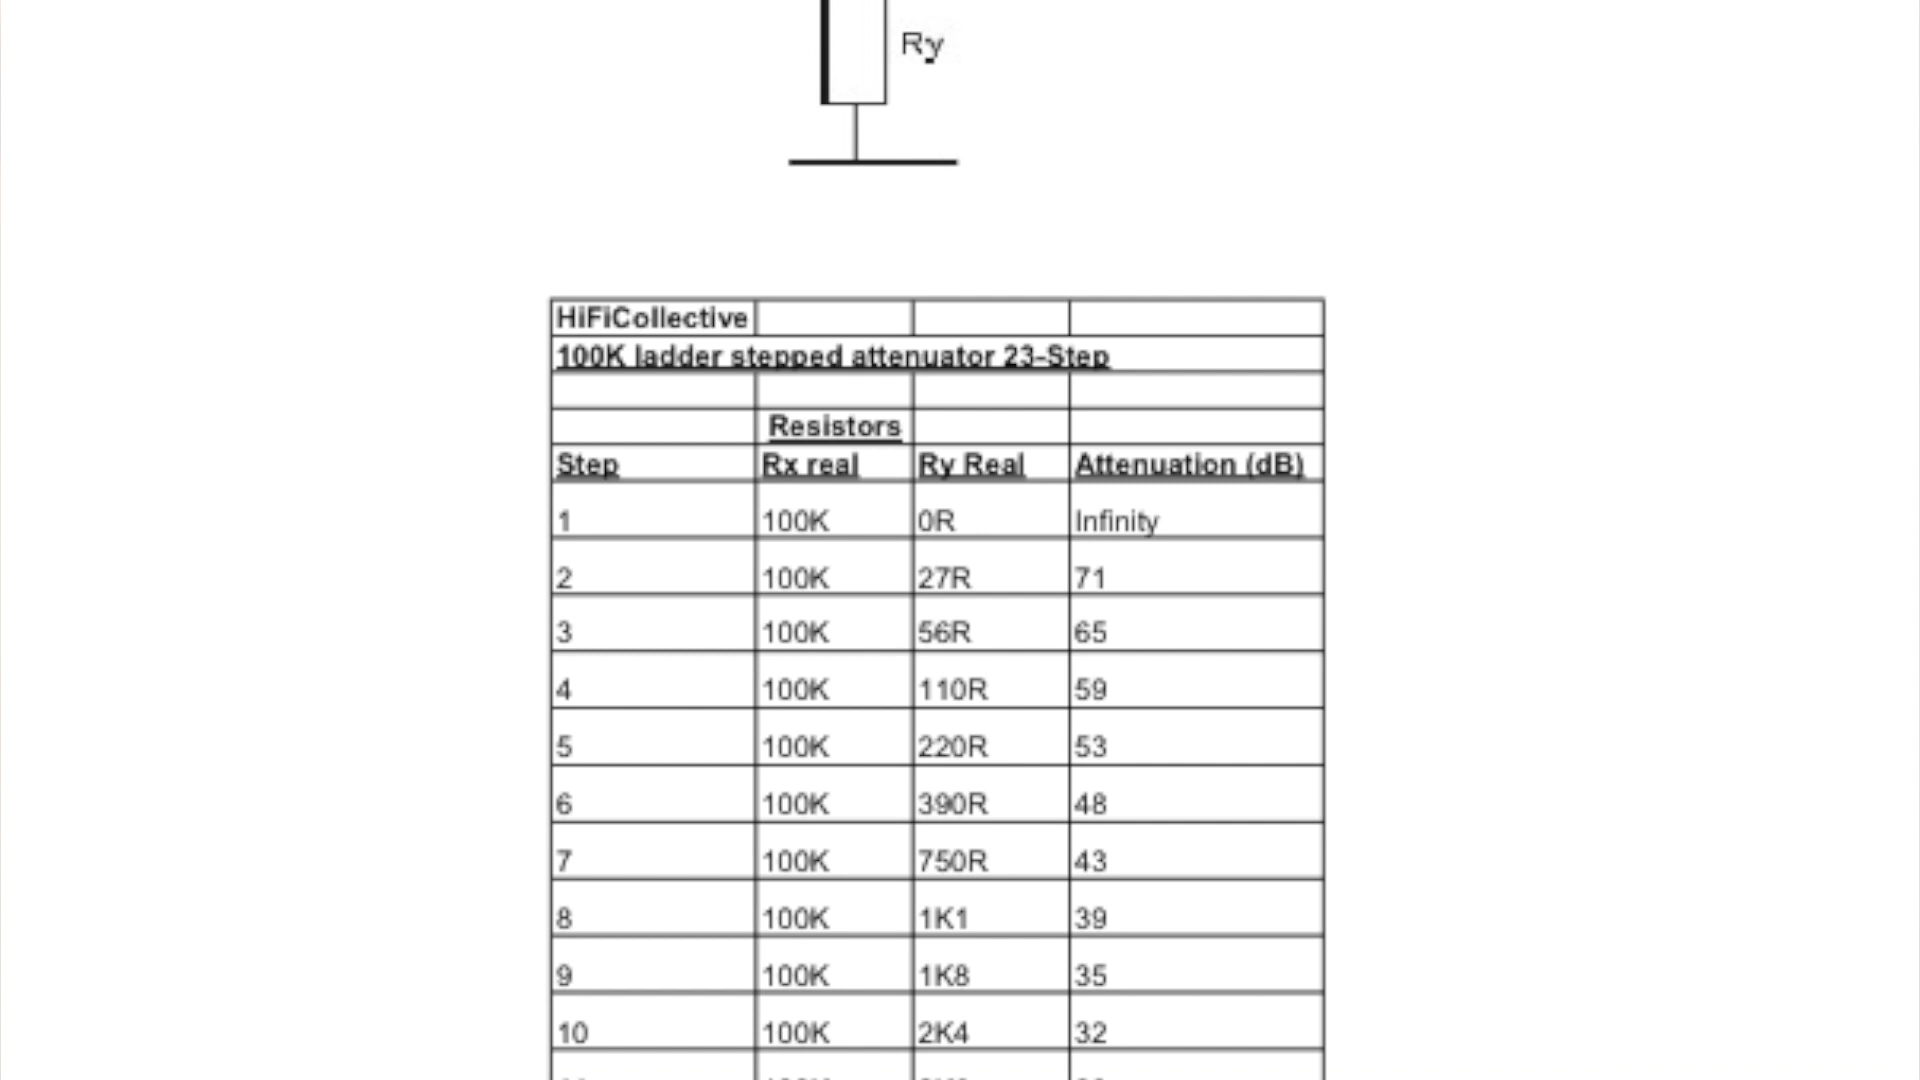 Ry
HiFiCollective
100K ladder stepped attenuator 23-Step
Resistors
Step Rx real Ry Real Attenuation (dB)
1 100K 0R Infinity
2 100K 27R 71
3 100K 56R 65
4 100K 110R 59
5 100K 220R 53
6 100K 390R 48
7 100K 750R 43
8 100K 1K1 39
9 100K 1K8 35
10 100K 2K4 32